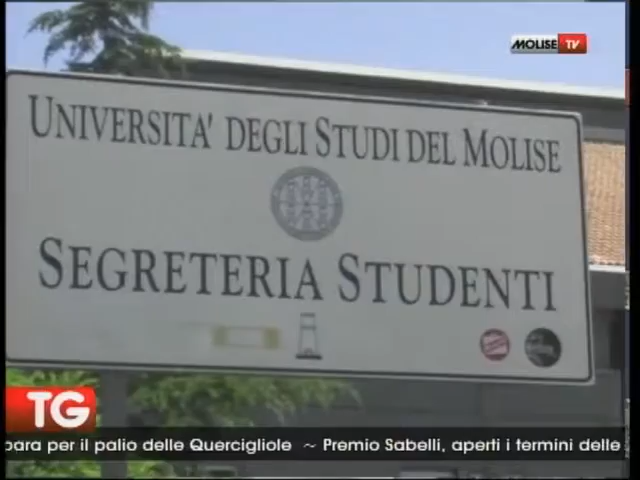 MOLISE TV
UNIVERSITA' DEGLI STUDI DEL MOLISE
SEGRETERIA STUDENTI
TG
para per il palio delle Quercigliole ~ Premio Sabelli, aperti i termini delle